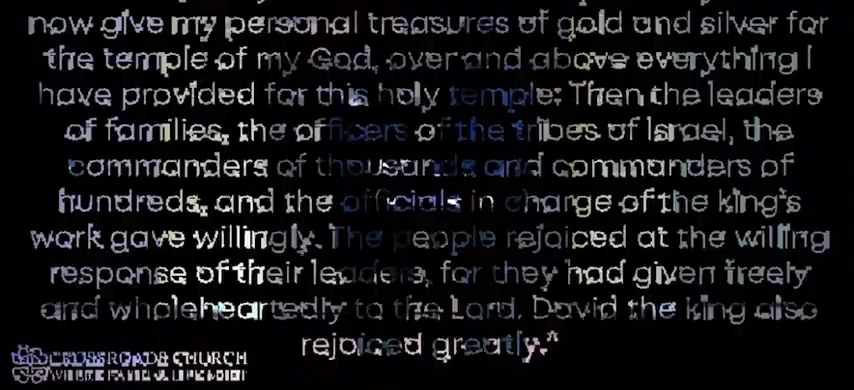 now give my personal treasures of gold and silver for
the temple of my God, over and above everything I
have provided for this holy temple: Then the leaders
of families, the officers of the tribes of Israel, the
commanders of thousands and commanders of
hundreds, and the officials in charge of the king's
work gave willingly. The people rejoiced at the willing
response of their leaders, for they had given freely
and wholeheartedly to the Lord. David the king also
rejoiced greatly."
CROSSROADS CHURCH